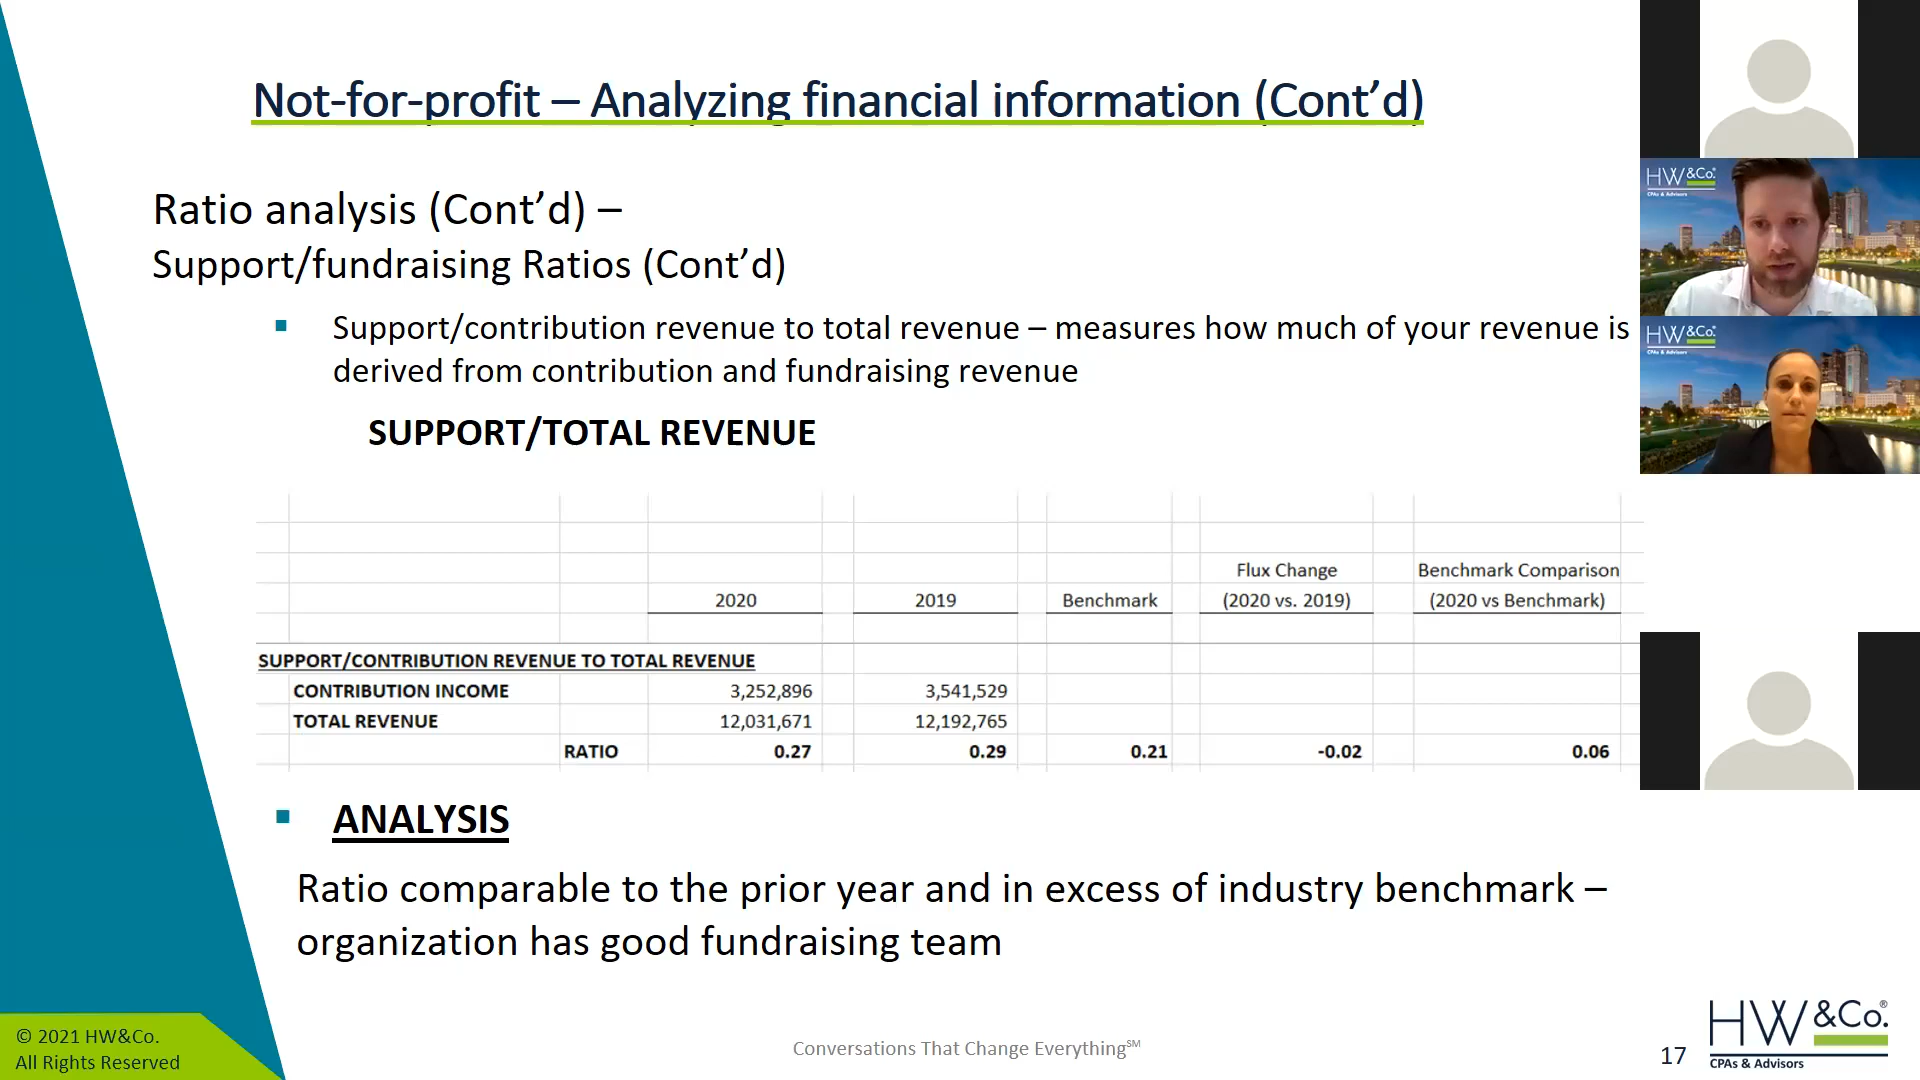 Not-for-profit – Analyzing financial information (Cont’d)
Ratio analysis (Cont’d) –
Support/fundraising Ratios (Cont’d)
Support/contribution revenue to total revenue – measures how much of your revenue is
derived from contribution and fundraising revenue
SUPPORT/TOTAL REVENUE
Flux Change Benchmark Comparison
2020 2019 Benchmark (2020 vs. 2019) (2020 vs Benchmark)
SUPPORT/CONTRIBUTION REVENUE TO TOTAL REVENUE
CONTRIBUTION INCOME 3,252,896 3,541,529
TOTAL REVENUE 12,031,671 12,192,765
RATIO 0.27 0.29 0.21 -0.02 0.06
ANALYSIS
Ratio comparable to the prior year and in excess of industry benchmark –
organization has good fundraising team
© 2021 HW&Co.
All Rights Reserved
Conversations That Change Everything℠
17
HW&Co.®
CPAs & Advisors
HW&Co.
CPAs & Advisors
HW&Co.
CPAs & Advisors